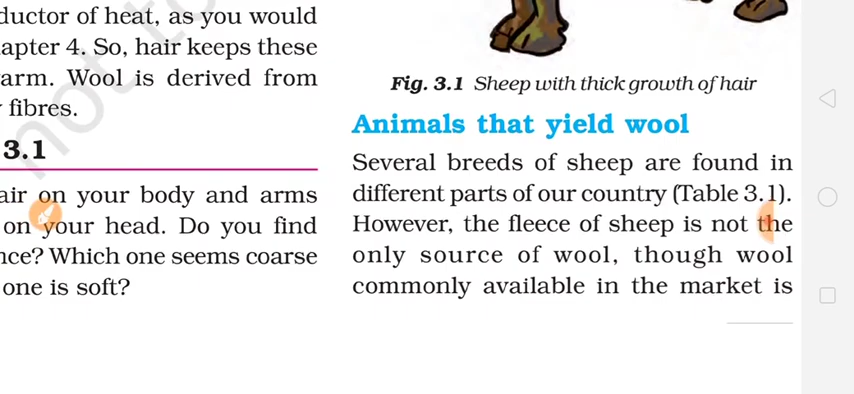 ductor of heat, as you would
apter 4. So, hair keeps these
arm. Wool is derived from
fibres.
3.1
air on your body and arms
on your head. Do you find
nce? Which one seems coarse
one is soft?
Fig. 3.1 Sheep with thick growth of hair
Animals that yield wool
Several breeds of sheep are found in
different parts of our country (Table 3.1).
However, the fleece of sheep is not the
only source of wool, though wool
commonly available in the market is
not to